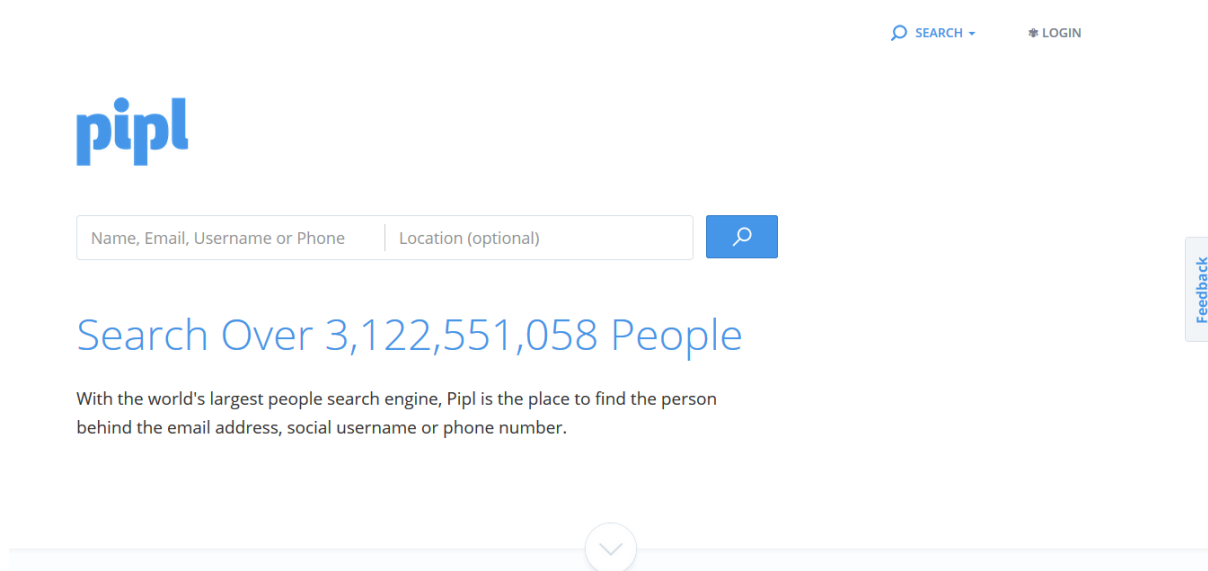 SEARCH
LOGIN
pipl
Name, Email, Username or Phone
Location (optional)
Feedback
Search Over 3,122,551,058 People
With the world's largest people search engine, Pipl is the place to find the person
behind the email address, social username or phone number.